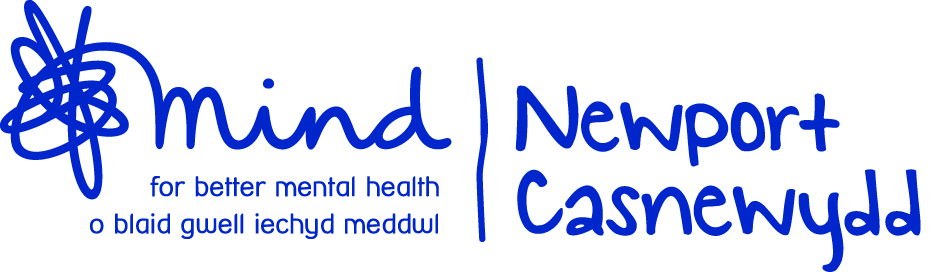 mind
for better mental health
o blaid gwell iechyd meddwl
Newport
Casnewydd